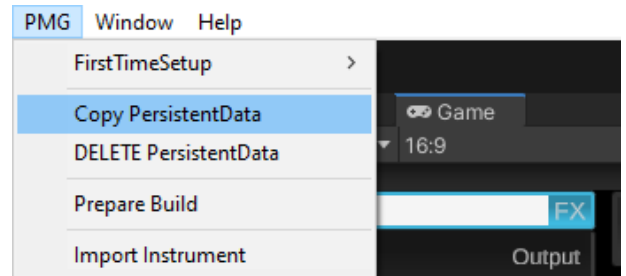 PMG Window Help
FirstTimeSetup >
Copy PersistentData
Game
DELETE PersistentData
16:9
Prepare Build
FX
Import Instrument
Output